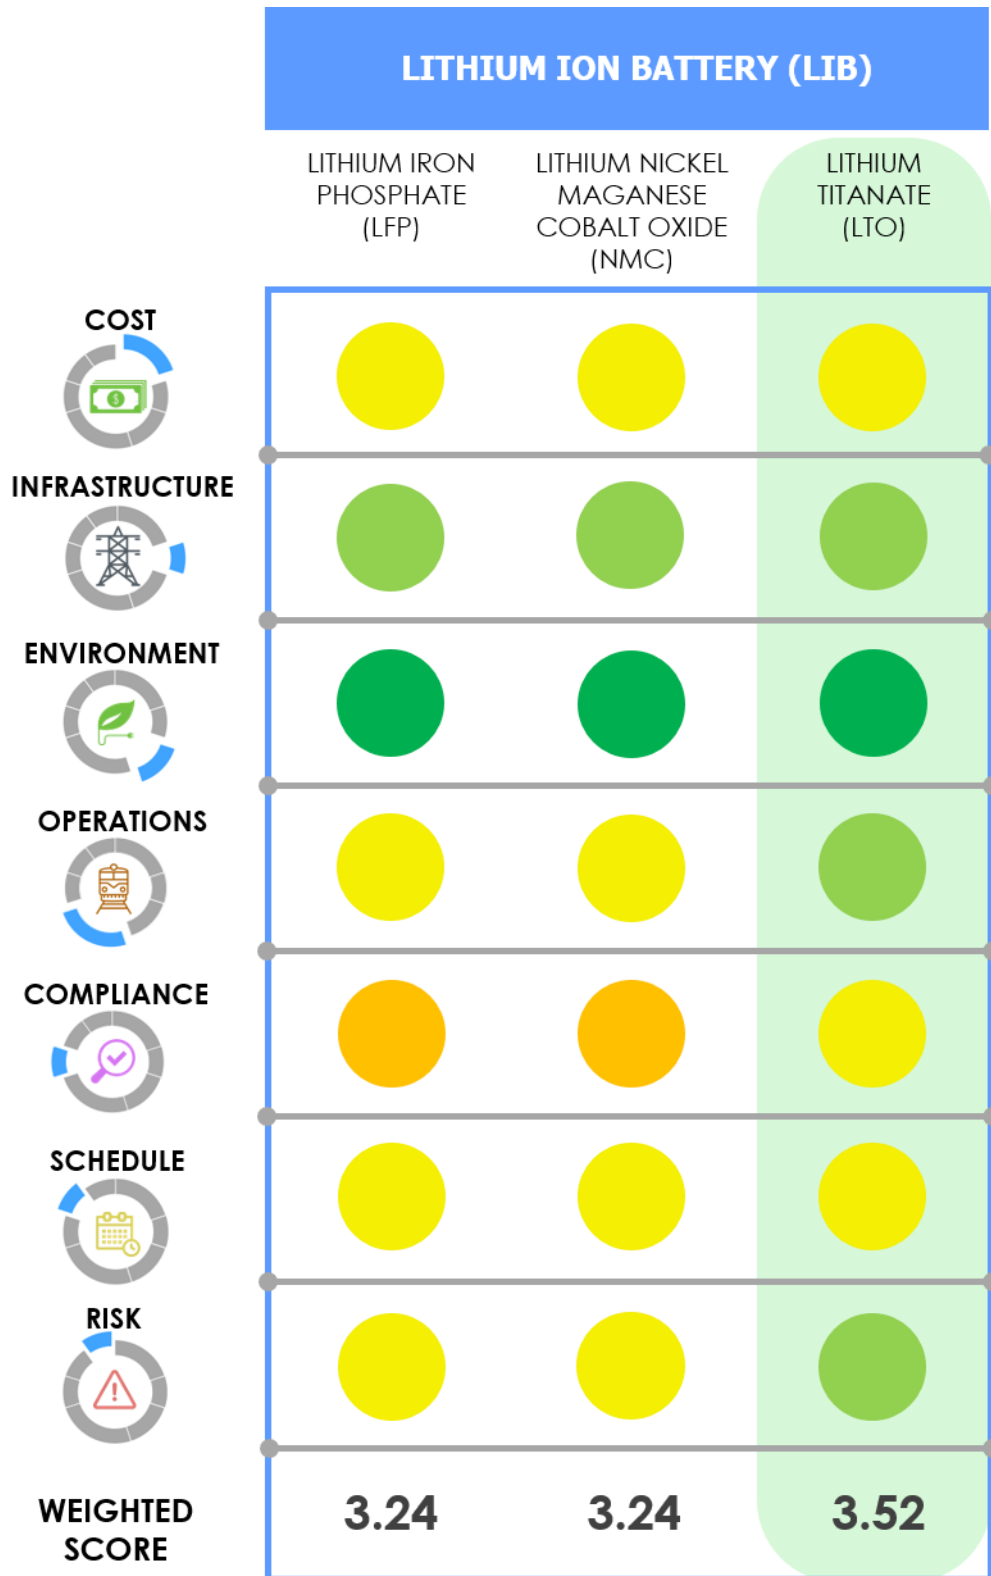 LITHIUM ION BATTERY (LIB)
LITHIUM IRON
PHOSPHATE
(LFP)
LITHIUM NICKEL
MAGANESE
COBALT OXIDE
(NMC)
LITHIUM
TITANATE
(LTO)
COST
$
INFRASTRUCTURE
ENVIRONMENT
OPERATIONS
COMPLIANCE
SCHEDULE
RISK
!
WEIGHTED
SCORE
3.24
3.24
3.52